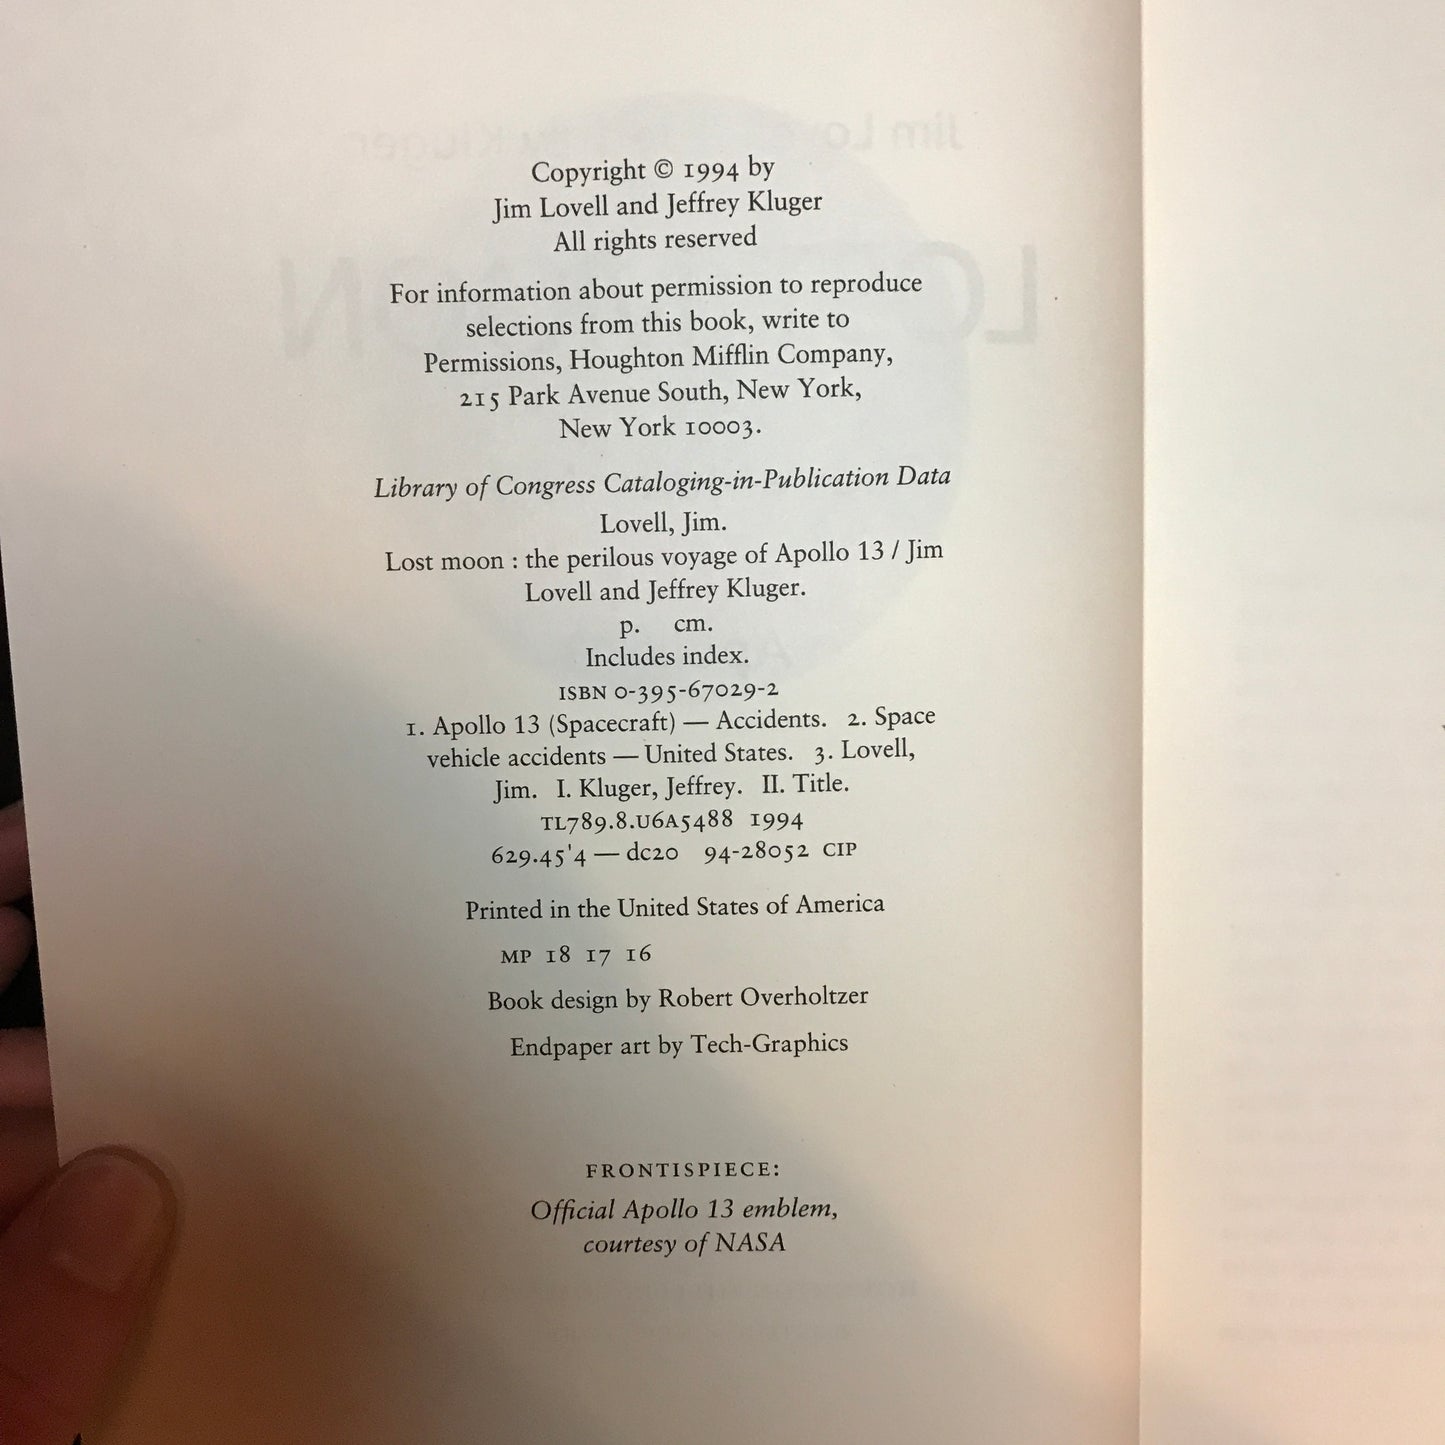 Copyright © 1994 by
Jim Lovell and Jeffrey Kluger
All rights reserved
For information about permission to reproduce
selections from this book, write to
Permissions, Houghton Mifflin Company,
215 Park Avenue South, New York,
New York 10003.
Library of Congress Cataloging-in-Publication Data
Lovell, Jim.
Lost moon : the perilous voyage of Apollo 13 / Jim
Lovell and Jeffrey Kluger.
p. cm.
Includes index.
ISBN 0-395-67029-2
1. Apollo 13 (Spacecraft) — Accidents. 2. Space
vehicle accidents — United States. 3. Lovell,
Jim. I. Kluger, Jeffrey. II. Title.
TL789.8.U6A5488 1994
629.45'4 — dc20 94-28052 CIP
Printed in the United States of America
MP 18 17 16
Book design by Robert Overholtzer
Endpaper art by Tech-Graphics
FRONTISPIECE:
Official Apollo 13 emblem,
courtesy of NASA